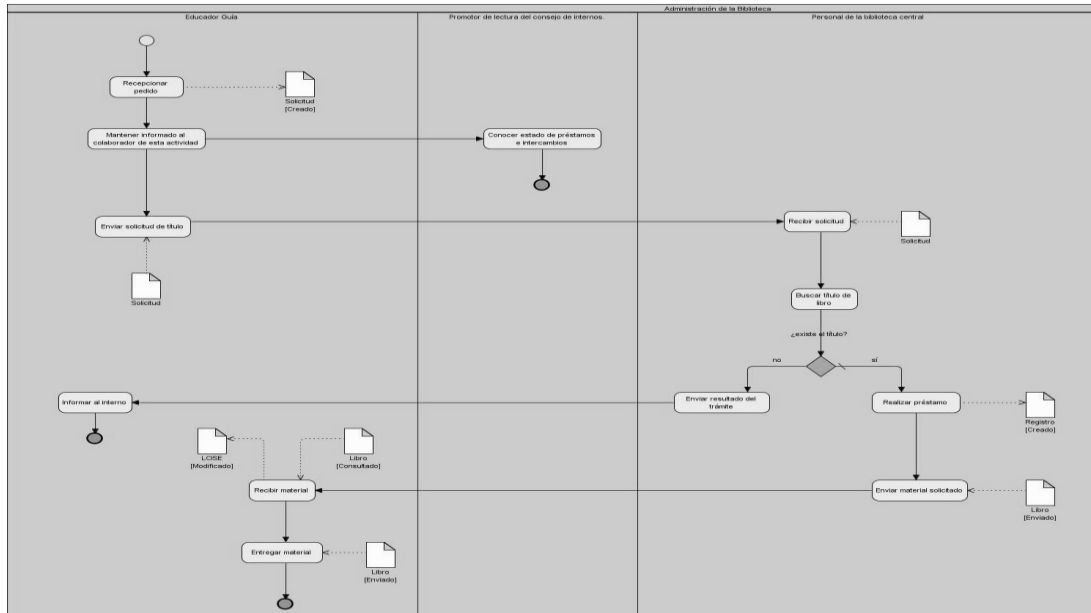 Administración de la Biblioteca
Educador Guía
Promotor de lectura del consejo de internos.
Personal de la biblioteca central
Recepcionar
pedido
Solicitud
[Creado]
Mantener informado al
colaborador de esta actividad
Conocer estado de préstamos
e intercambios
Enviar solicitud de título
Recibir solicitud
Solicitud
Solicitud
Buscar título de
libro
¿existe el título?
no
sí
Informar al interno
Enviar resultado del
trámite
Realizar préstamo
Registro
[Creado]
LCISE
[Modificado]
Libro
[Consultado]
Recibir material
Enviar material solicitado
Libro
[Enviado]
Entregar material
Libro
[Enviado]